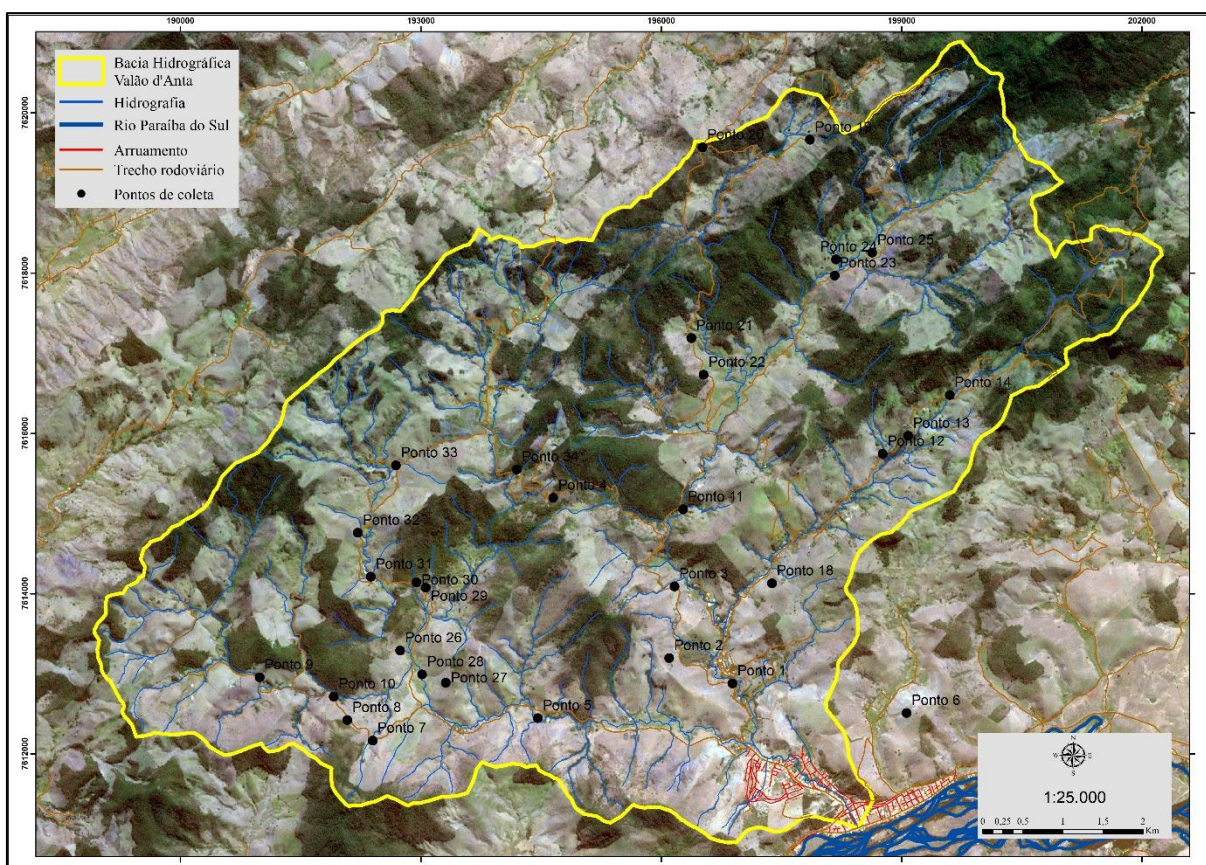 190000
193000
196000
199000
202000
Bacia Hidrográfica
Valão d'Anta
Hidrografia
Rio Paraíba do Sul
Arruamento
Trecho rodoviário
Pontos de coleta
7620000
7618000
7616000
7614000
7612000
Ponto 20
Ponto 24
Ponto 25
Ponto 23
Ponto 21
Ponto 22
Ponto 14
Ponto 13
Ponto 12
Ponto 33
Ponto 34
Ponto 4
Ponto 11
Ponto 32
Ponto 31
Ponto 30
Ponto 29
Ponto 3
Ponto 18
Ponto 26
Ponto 2
Ponto 28
Ponto 27
Ponto 9
Ponto 10
Ponto 1
Ponto 8
Ponto 5
Ponto 6
Ponto 7
N
W
E
S
1:25.000
0 0,25 0,5 1 1,5 2
Km